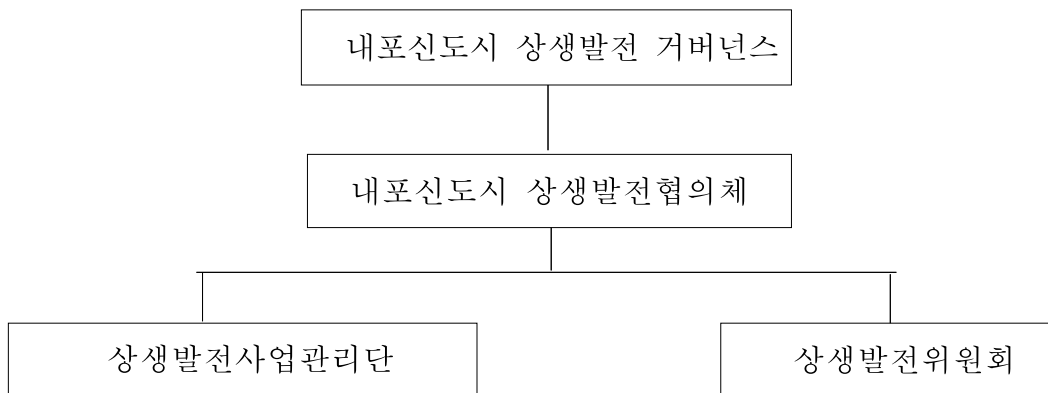 내포신도시 상생발전 거버넌스
내포신도시 상생발전협의체
상생발전사업관리단
상생발전위원회